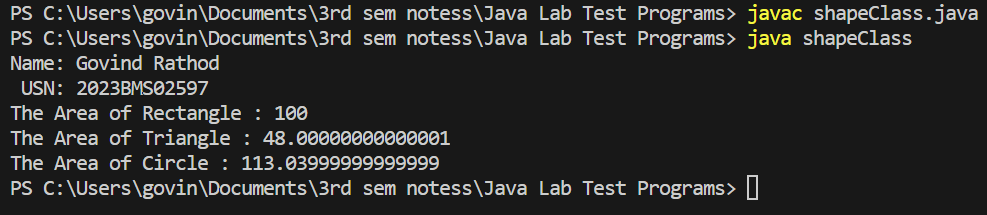 PS C:\Users\govin\Documents\3rd sem notess\Java Lab Test Programs> javac shapeClass.java
PS C:\Users\govin\Documents\3rd sem notess\Java Lab Test Programs> java shapeClass
Name: Govind Rathod
 USN: 2023BMS02597
The Area of Rectangle : 100
The Area of Triangle : 48.00000000000001
The Area of Circle : 113.03999999999999
PS C:\Users\govin\Documents\3rd sem notess\Java Lab Test Programs>